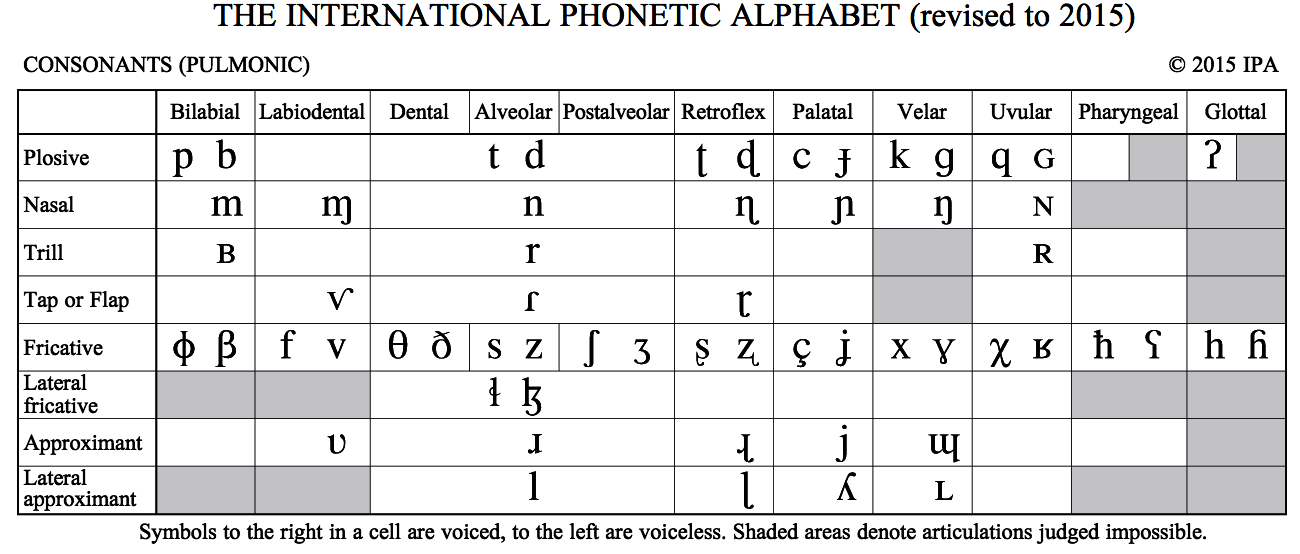 THE INTERNATIONAL PHONETIC ALPHABET (revised to 2015)
CONSONANTS (PULMONIC) © 2015 IPA
Bilabial Labiodental Dental Alveolar Postalveolar Retroflex Palatal Velar Uvular Pharyngeal Glottal
Plosive p b t d ʈ ɖ c ɟ k ɡ q ɢ ʔ
Nasal m ɱ n ɳ ɲ ŋ ɴ
Trill ʙ r ʀ
Tap or Flap ⱱ ɾ ɽ
Fricative ɸ β f v θ ð s z ʃ ʒ ʂ ʐ ç ʝ x ɣ χ ʁ ħ ʕ h ɦ
Lateral
fricative ɬ ɮ
Approximant ʋ ɹ ɻ j ɰ
Lateral
approximant l ɭ ʎ ʟ
Symbols to the right in a cell are voiced, to the left are voiceless. Shaded areas denote articulations judged impossible.